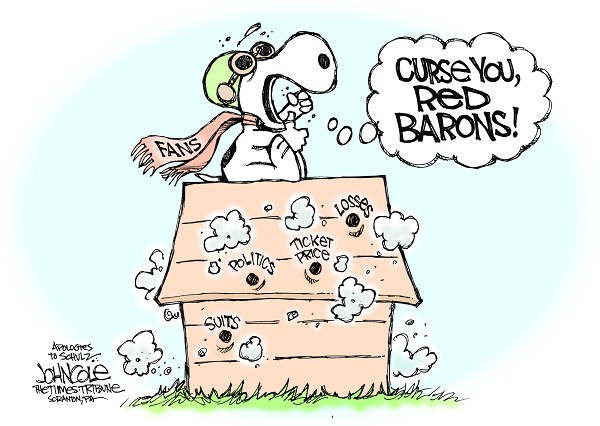 CURSE YOU,
RED
BARONS!
FANS
LOSSES
TICKET
PRICE
POLITICS
SUITS
APOLOGIES
TO SCHULZ...
JOHN COLE
THE TIMES-TRIBUNE
SCRANTON, PA